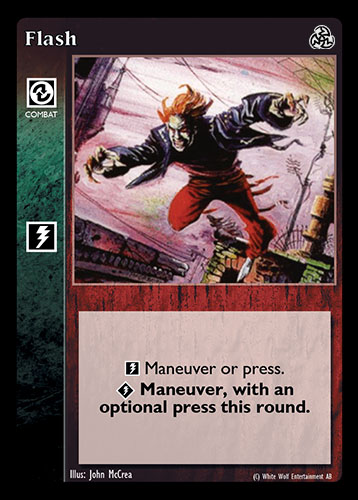 Flash
COMBAT
Maneuver or press.
Maneuver, with an
optional press this round.
Illus: John McCrea
(C) White Wolf Entertainment AB